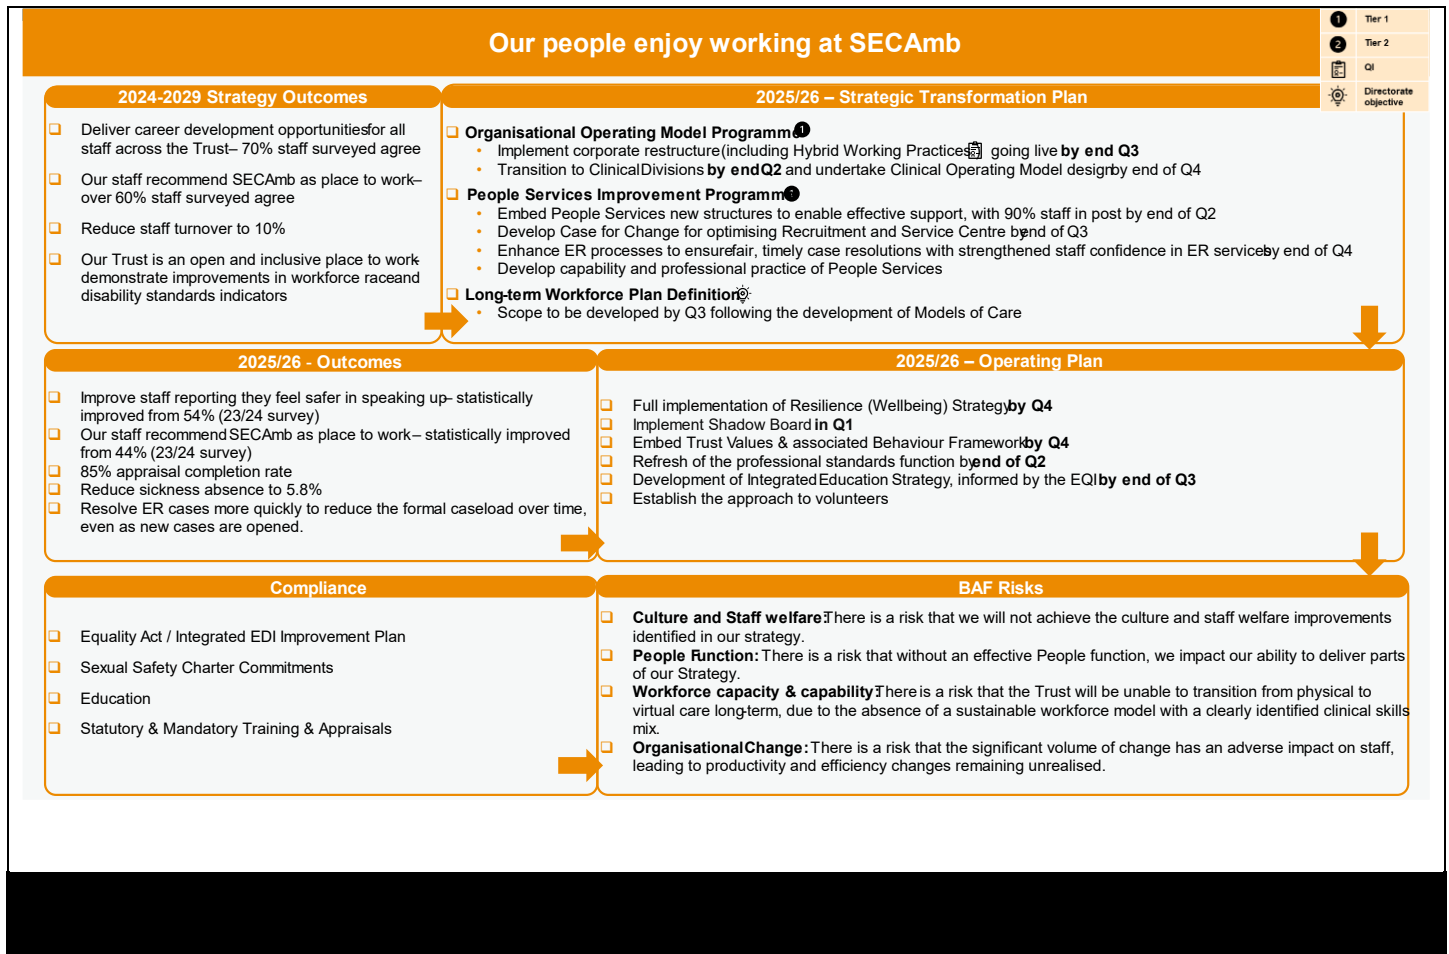 Our people enjoy working at SECAmb
1 Tier 1
2 Tier 2
QI
Directorate
objective
2024-2029 Strategy Outcomes
Deliver career development opportunities for all
staff across the Trust – 70% staff surveyed agree
Our staff recommend SECAmb as place to work –
over 60% staff surveyed agree
Reduce staff turnover to 10%
Our Trust is an open and inclusive place to work -
demonstrate improvements in workforce race and
disability standards indicators
2025/26 – Strategic Transformation Plan
Organisational Operating Model Programme 1
• Implement corporate restructure (including Hybrid Working Practices) going live by end Q3
• Transition to Clinical Divisions by end Q2 and undertake Clinical Operating Model design by end of Q4
People Services Improvement Programme
• Embed People Services new structures to enable effective support, with 90% staff in post by end of Q2
• Develop Case for Change for optimising Recruitment and Service Centre by end of Q3
• Enhance ER processes to ensure fair, timely case resolutions with strengthened staff confidence in ER services by end of Q4
• Develop capability and professional practice of People Services
Long-term Workforce Plan Definition
• Scope to be developed by Q3 following the development of Models of Care
2025/26 - Outcomes
Improve staff reporting they feel safer in speaking up – statistically
improved from 54% (23/24 survey)
Our staff recommend SECAmb as place to work – statistically improved
from 44% (23/24 survey)
85% appraisal completion rate
Reduce sickness absence to 5.8%
Resolve ER cases more quickly to reduce the formal caseload over time,
even as new cases are opened.
2025/26 – Operating Plan
Full implementation of Resilience (Wellbeing) Strategy by Q4
Implement Shadow Board in Q1
Embed Trust Values & associated Behaviour Framework by Q4
Refresh of the professional standards function by end of Q2
Development of Integrated Education Strategy, informed by the EQI by end of Q3
Establish the approach to volunteers
Compliance
Equality Act / Integrated EDI Improvement Plan
Sexual Safety Charter Commitments
Education
Statutory & Mandatory Training & Appraisals
BAF Risks
Culture and Staff welfare: There is a risk that we will not achieve the culture and staff welfare improvements
identified in our strategy.
People Function: There is a risk that without an effective People function, we impact our ability to deliver parts
of our Strategy.
Workforce capacity & capability: There is a risk that the Trust will be unable to transition from physical to
virtual care long-term, due to the absence of a sustainable workforce model with a clearly identified clinical skills
mix.
Organisational Change: There is a risk that the significant volume of change has an adverse impact on staff,
leading to productivity and efficiency changes remaining unrealised.